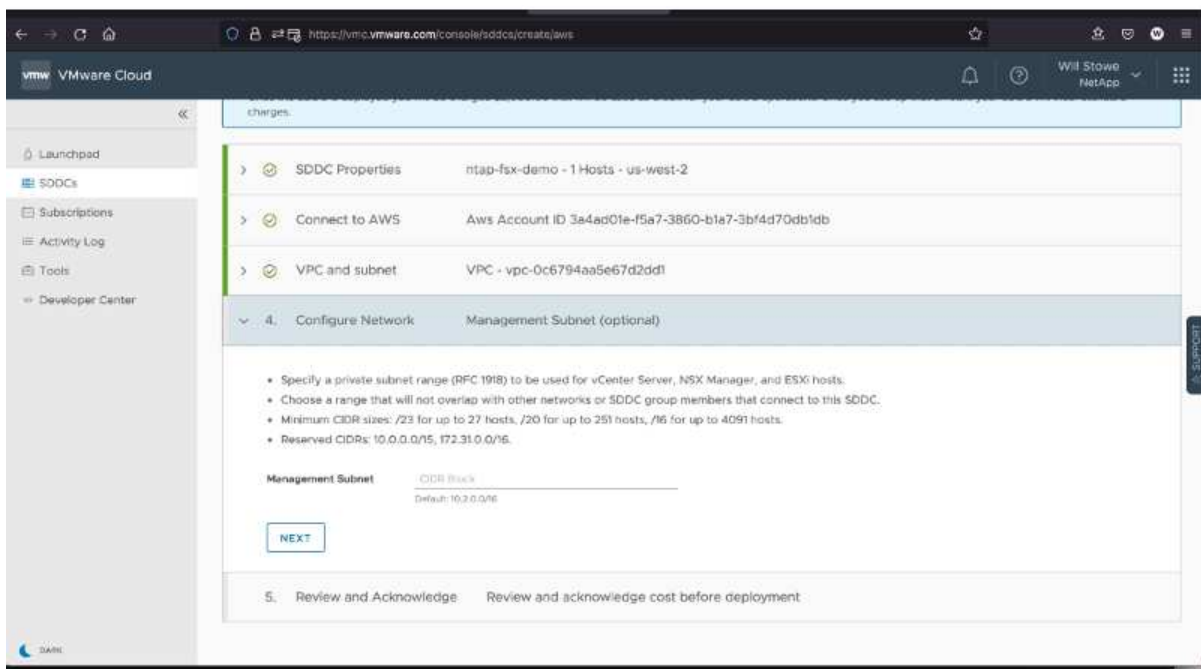 https://vmc.vmware.com/console/sddcs/create/aws
vmw VMware Cloud
Will Stowe
NetApp
charges.
Launchpad
SDDCs
Subscriptions
Activity Log
Tools
Developer Center
SDDC Properties ntap-fsx-demo - 1 Hosts - us-west-2
Connect to AWS Aws Account ID 3a4ad01e-f5a7-3860-b1a7-3bf4d70db1db
VPC and subnet VPC - vpc-0c6794aa5e67d2dd1
4. Configure Network Management Subnet (optional)
• Specify a private subnet range (RFC 1918) to be used for vCenter Server, NSX Manager, and ESXi hosts.
• Choose a range that will not overlap with other networks or SDDC group members that connect to this SDDC.
• Minimum CIDR sizes: /23 for up to 27 hosts, /20 for up to 251 hosts, /16 for up to 4091 hosts.
• Reserved CIDRs: 10.0.0.0/15, 172.31.0.0/16.
Management Subnet CIDR Block
Default: 10.2.0.0/16
NEXT
5. Review and Acknowledge Review and acknowledge cost before deployment
SUPPORT
DARK